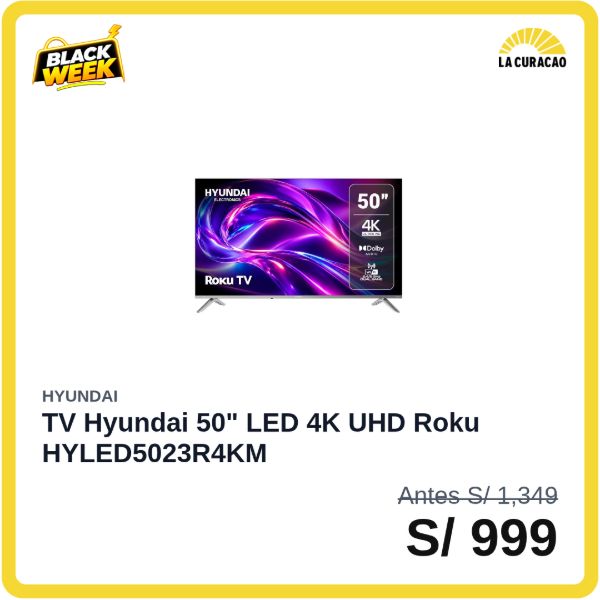 BLACK
WEEK
LA CURACAO
HYUNDAI
ELECTRONICS
50"
4K
Dolby
Roku TV
HYUNDAI
TV Hyundai 50" LED 4K UHD Roku
HYLED5023R4KM
Antes S/ 1,349
S/ 999